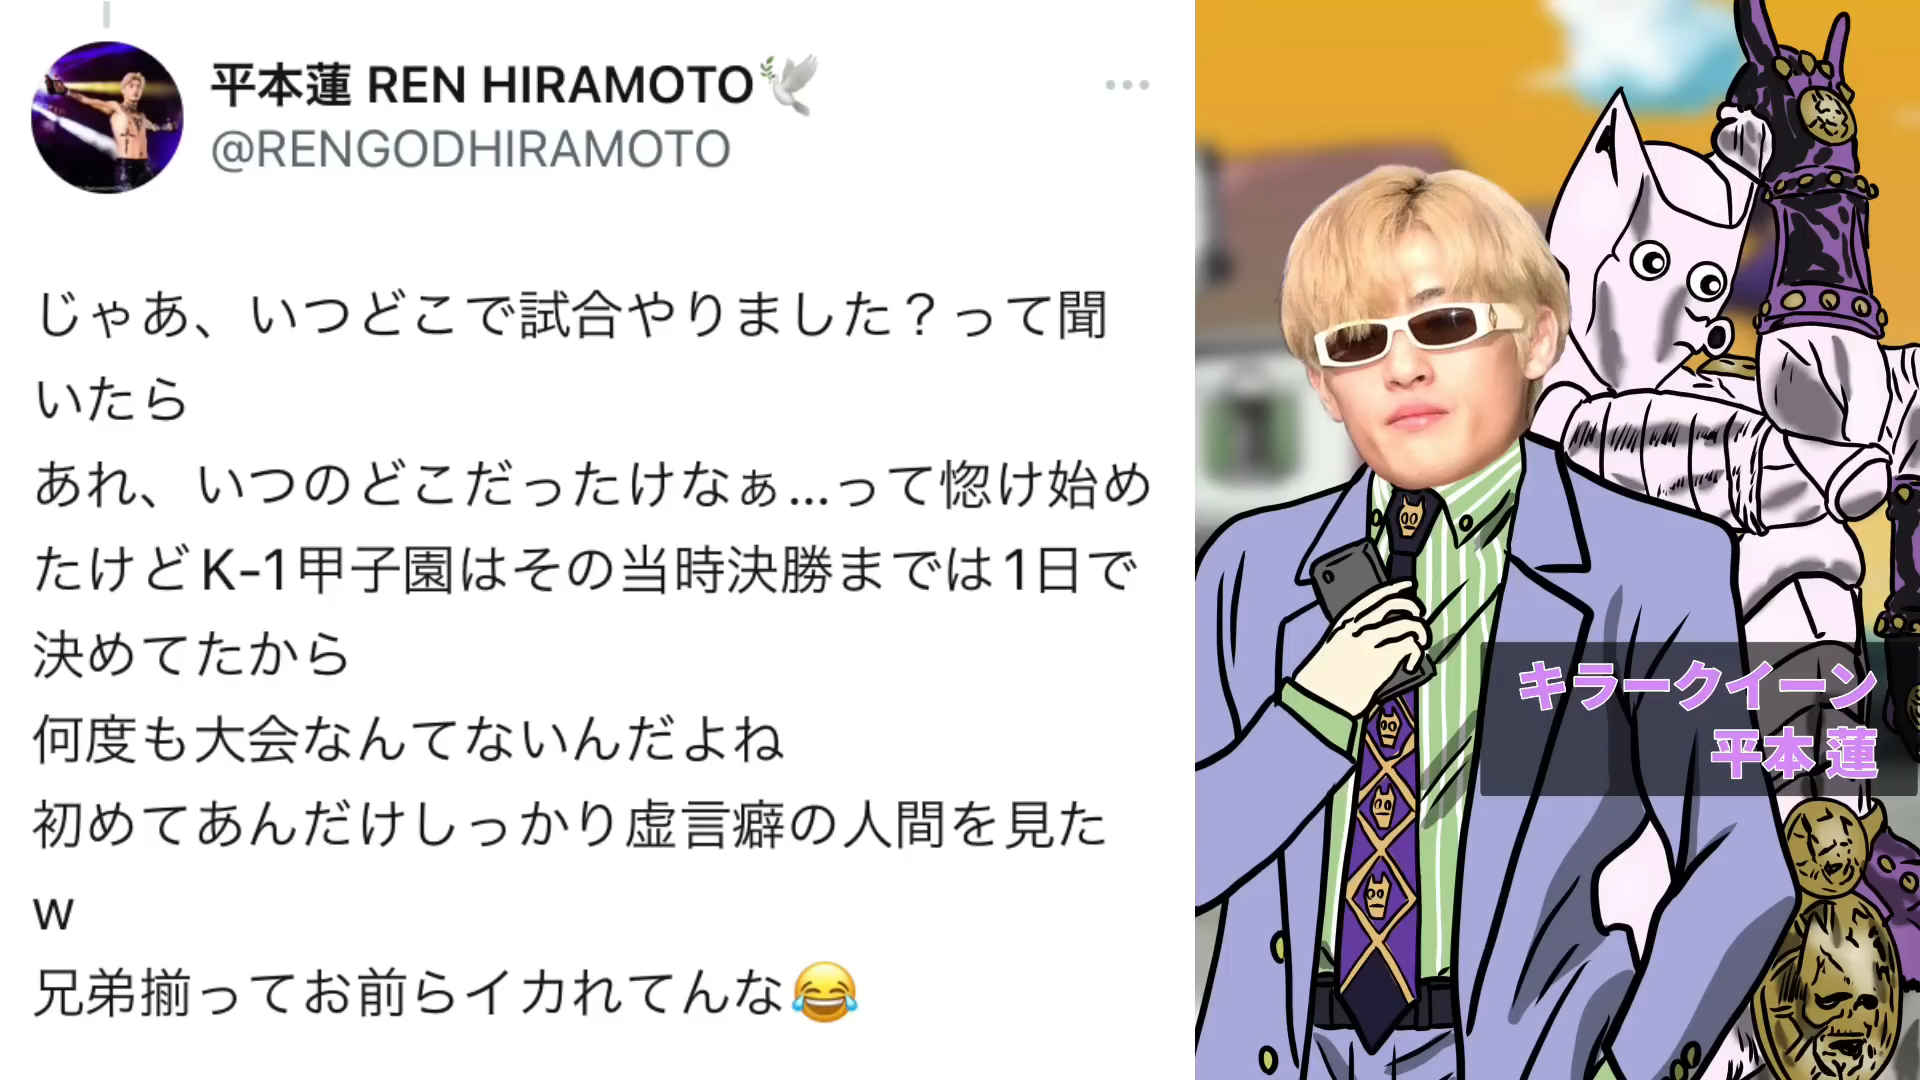 平本蓮 REN HIRAMOTO🕊️
@RENGODHIRAMOTO
じゃあ、いつどこで試合やりました？って聞
いたら
あれ、いつのどこだったけなぁ...って惚け始め
たけどK-1甲子園はその当時決勝までは1日で
決めてたから
何度も大会なんてないんだよね
初めてあんだけしっかり虚言癖の人間を見た
w
兄弟揃ってお前らイカれてんな😂
キラークイーン
平本 蓮